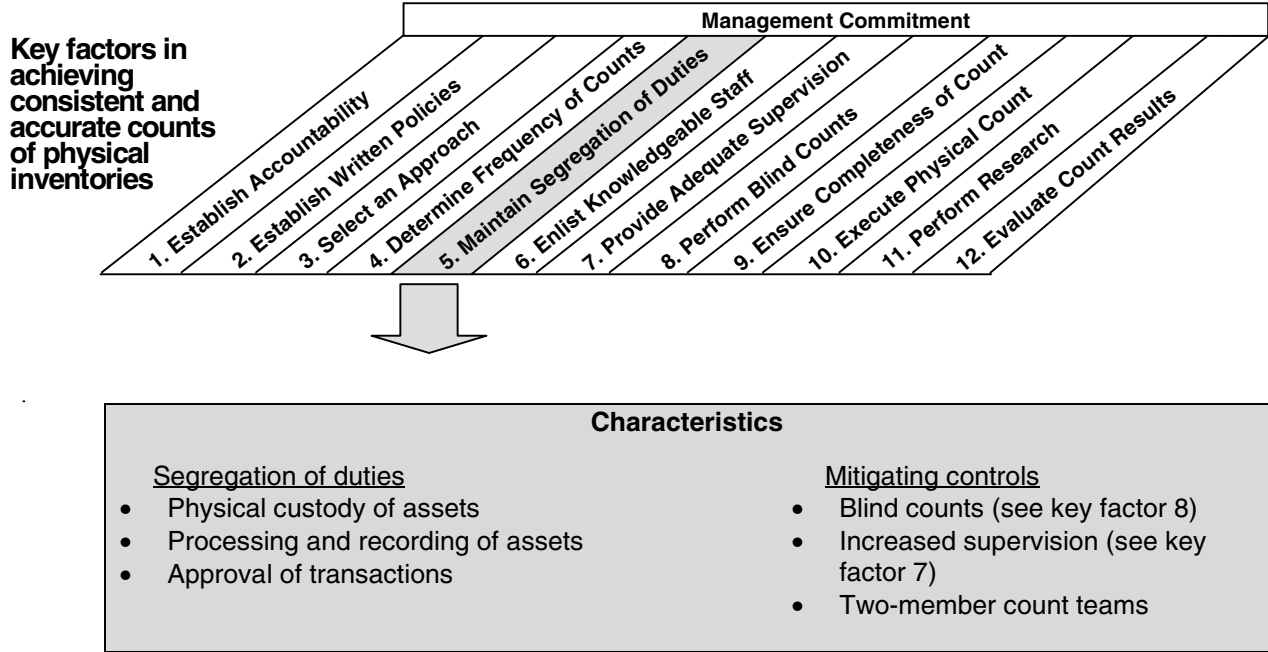 Management Commitment
Key factors in
achieving
consistent and
accurate counts
of physical
inventories
1. Establish Accountability
2. Establish Written Policies
3. Select an Approach
4. Determine Frequency of Counts
5. Maintain Segregation of Duties
6. Enlist Knowledgeable Staff
7. Provide Adequate Supervision
8. Perform Blind Counts
9. Ensure Completeness of Count
10. Execute Physical Count
11. Perform Research
12. Evaluate Count Results
Characteristics
Segregation of duties
• Physical custody of assets
• Processing and recording of assets
• Approval of transactions
Mitigating controls
• Blind counts (see key factor 8)
• Increased supervision (see key
factor 7)
• Two-member count teams